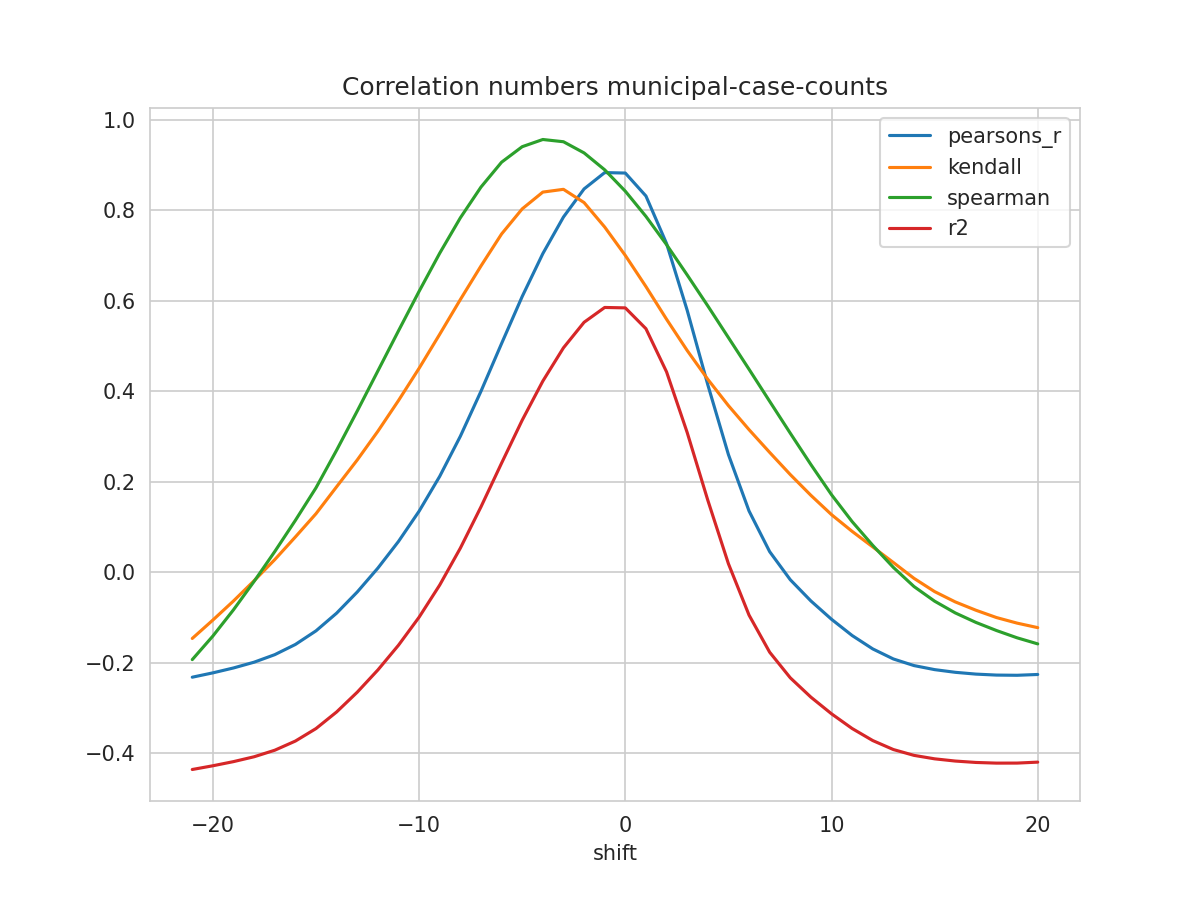 Correlation numbers municipal-case-counts
1.0
0.8
0.6
0.4
0.2
0.0
−0.2
−0.4
pearsons_r
kendall
spearman
r2
−20
−10
0
10
20
shift